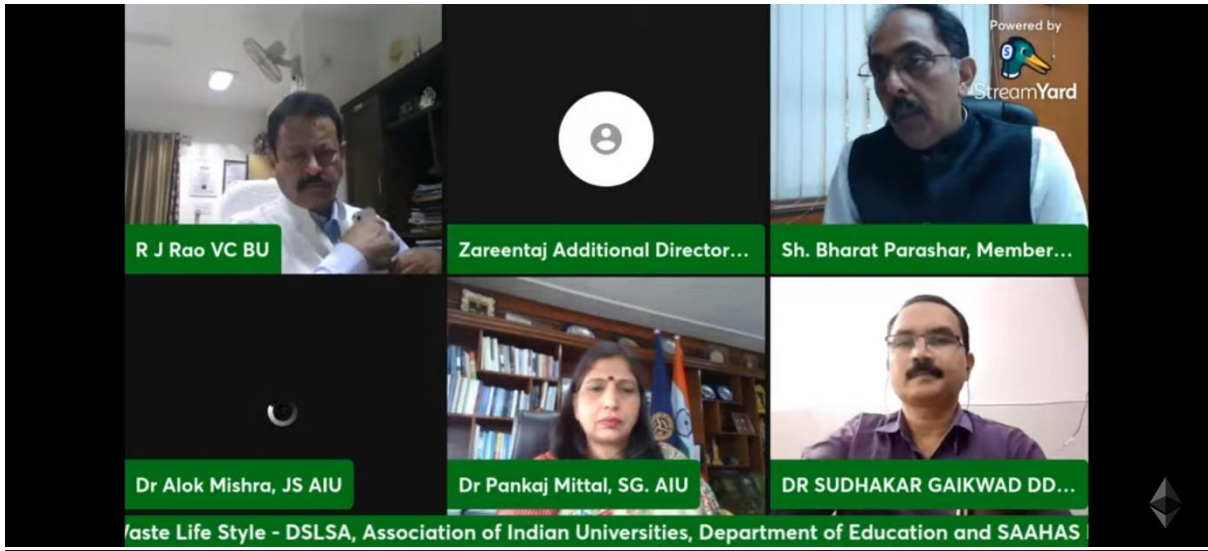 Powered by
StreamYard
R J Rao VC BU
Zareentaj Additional Director...
Sh. Bharat Parashar, Member...
Dr Alok Mishra, JS AIU
Dr Pankaj Mittal, SG. AIU
DR SUDHAKAR GAIKWAD DD...
Waste Life Style - DSLSA, Association of Indian Universities, Department of Education and SAAHAS